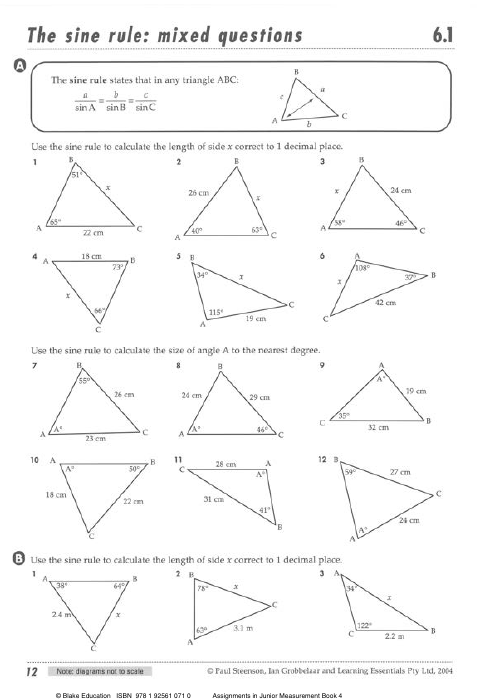 The sine rule: mixed questions 6.1
A
The sine rule states that in any triangle ABC:
a/sin A = b/sin B = c/sin C
B
c a
A b C
Use the sine rule to calculate the length of side x correct to 1 decimal place.
1 2 3
B
51°
x
65°
A 22 cm C
B
26 cm x
40° 63°
A C
B
x 24 cm
58° 46°
A C
4 5 6
A 18 cm B
73°
x
66°
C
B
34° x
115° C
A 19 cm
A
108°
x B
42 cm
C
Use the sine rule to calculate the size of angle A to the nearest degree.
7 8 9
B
55°
26 cm
A°
A 23 cm C
B
24 cm 29 cm
A° 46°
A C
A
A°
19 cm
35°
C 32 cm B
10 11 12
A B
A° 50°
18 cm 22 cm
C
C 28 cm A
A°
31 cm
41°
B
B
59° 27 cm
C
A° 24 cm
A
B Use the sine rule to calculate the length of side x correct to 1 decimal place.
1 2 3
A B
38° 64°
2.4 m x
C
B
78° x
C
63° 3.1 m
A
A
34°
x
122°
C 2.2 m B
12 Note: diagrams not to scale © Paul Steenson, Ian Grobbelaar and Learning Essentials Pty Ltd, 2004
© Blake Education ISBN 978 1 92561 071 0 Assignments in Junior Measurement Book 4